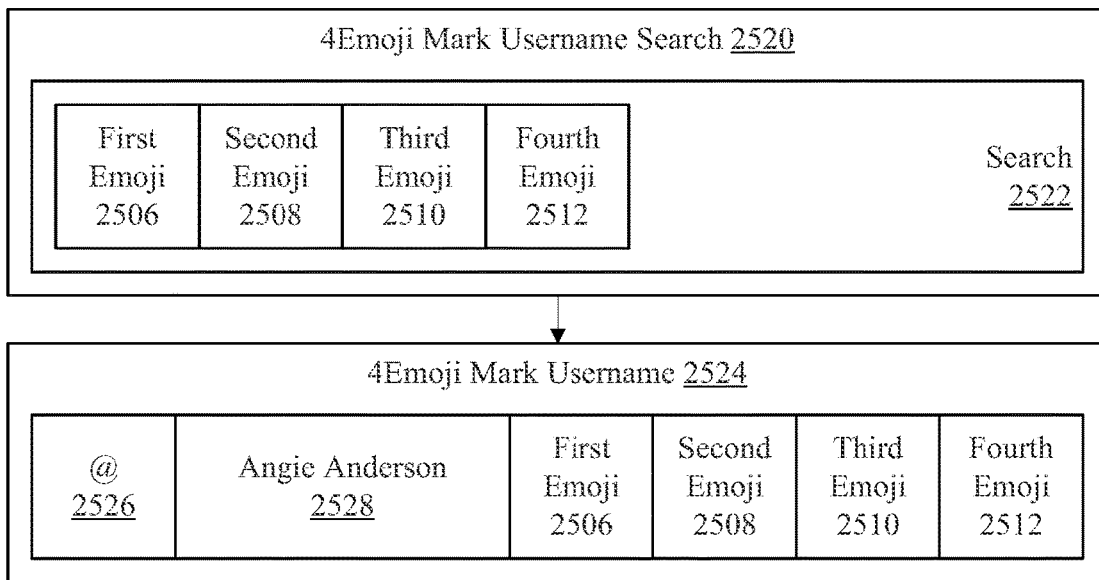 4Emoji Mark Username Search 2520
First Second Third Fourth
Emoji Emoji Emoji Emoji Search
2506 2508 2510 2512 2522
4Emoji Mark Username 2524
@ Angie Anderson First Second Third Fourth
2526 2528 Emoji Emoji Emoji Emoji
2506 2508 2510 2512